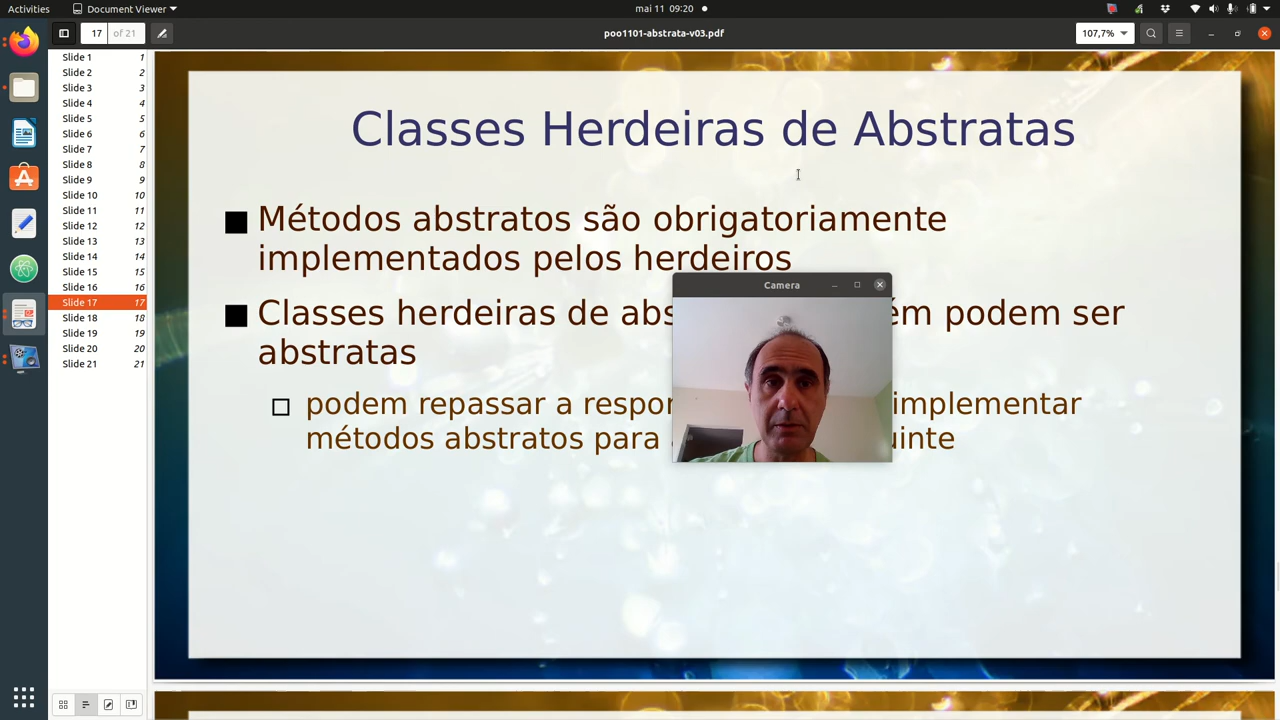 Activities Document Viewer mai 11 09:20
17 of 21 poo1101-abstrata-v03.pdf 107,7%
Slide 1 1
Slide 2 2
Slide 3 3
Slide 4 4
Slide 5 5
Slide 6 6
Slide 7 7
Slide 8 8
Slide 9 9
Slide 10 10
Slide 11 11
Slide 12 12
Slide 13 13
Slide 14 14
Slide 15 15
Slide 16 16
Slide 17 17
Slide 18 18
Slide 19 19
Slide 20 20
Slide 21 21
Classes Herdeiras de Abstratas
Métodos abstratos são obrigatoriamente
implementados pelos herdeiros
Camera
Classes herdeiras de podem ser
abstratas
podem repassar a implementar
métodos abstratos para